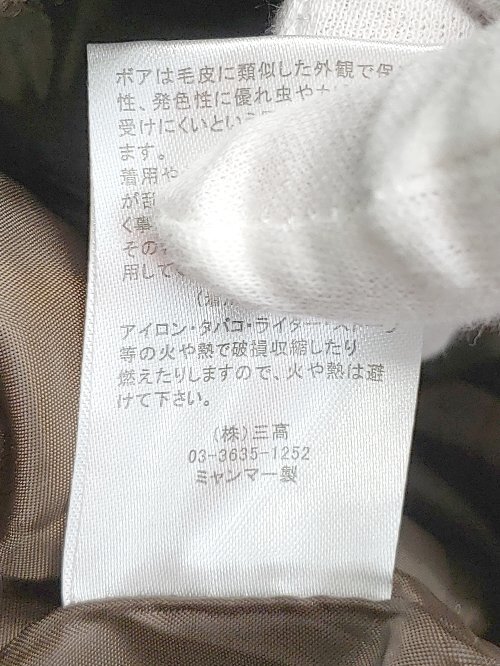 ボアは毛皮に類似した外観で保
性、発色性に優れ虫や
受けにくいという
ます。
着用や
が
く
その
用して
アイロン・タバコ・ライター・ストーブ
等の火や熱で破損収縮したり
燃えたりしますので、火や熱は避
けて下さい。
(株)三高
03-3635-1252
ミャンマー製